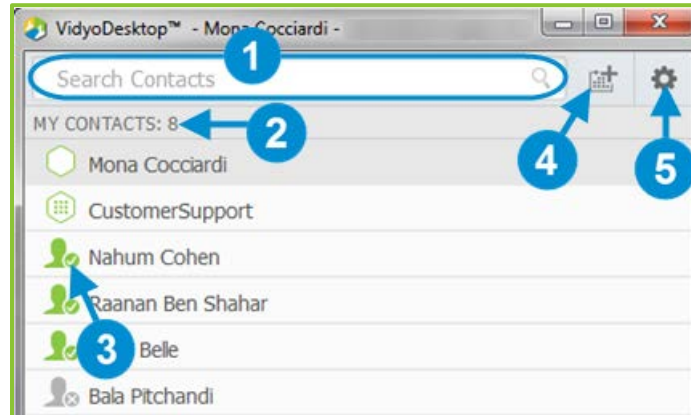 VidyoDesktop™ - Mona Cocciardi -
1
Search Contacts
MY CONTACTS: 8
2
4
5
Mona Cocciardi
CustomerSupport
Nahum Cohen
Raanan Ben Shahar
3
Belle
Bala Pitchandi